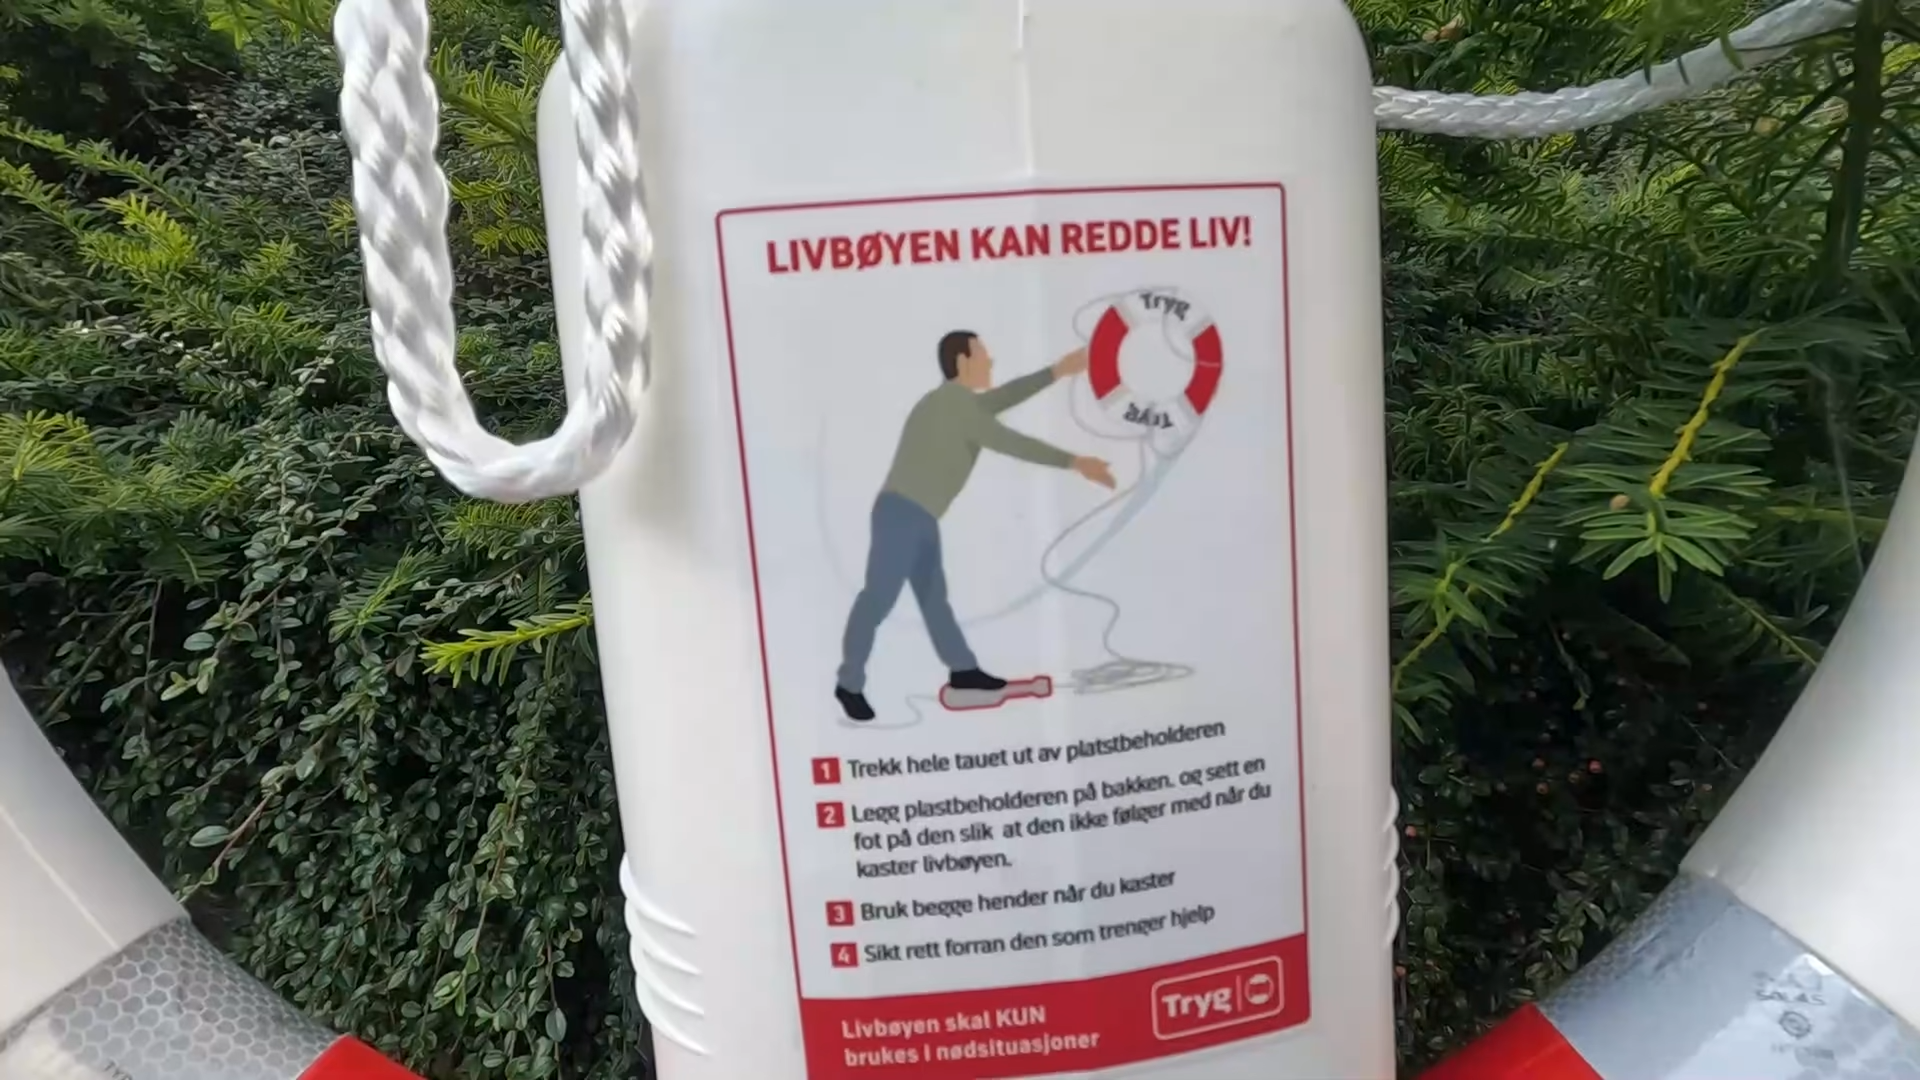 LIVBØYEN KAN REDDE LIV!
Tryg
Tryg
1 Trekk hele tauet ut av platstbeholderen
2 Legg plastbeholderen på bakken. og sett en
fot på den slik at den ikke følger med når du
kaster livbøyen.
3 Bruk begge hender når du kaster
4 Sikt rett forran den som trenger hjelp
Livbøyen skal KUN
brukes i nødsituasjoner
Tryg
SOLAS